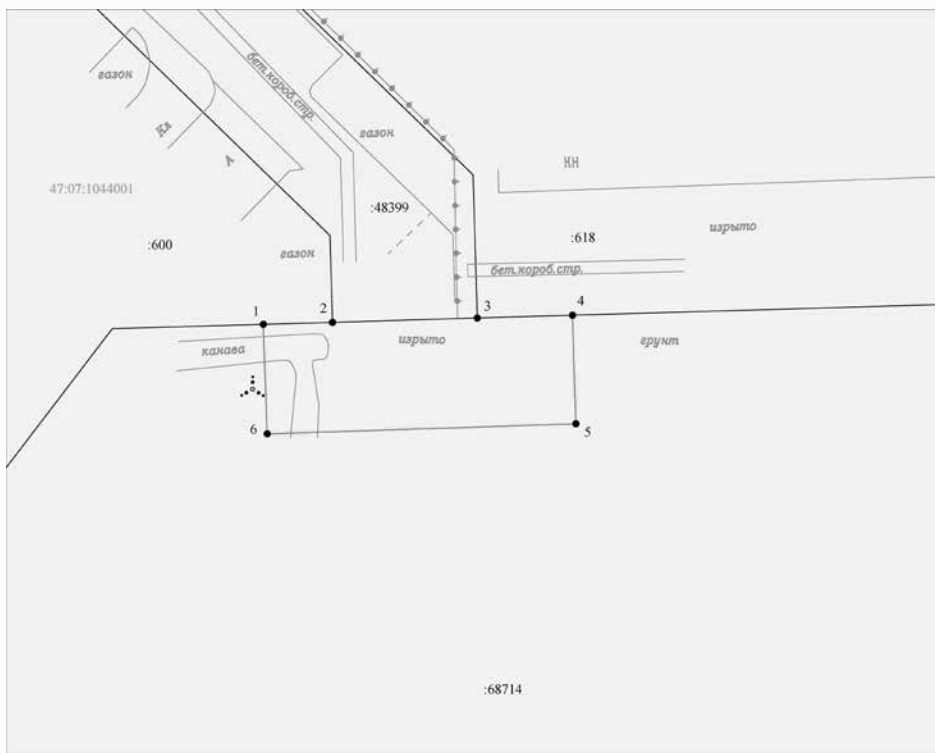 бет.короб.стр.
газон
газон
Кл
А
КН
47:07:1044001
:48399
изрыто
:618
:600
газон
бет.короб.стр.
1
2
3
4
канава
изрыто
грунт
6
5
:68714